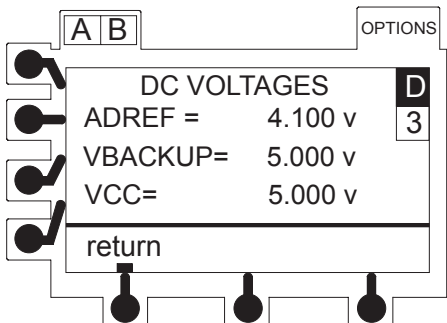 A B
OPTIONS
DC VOLTAGES D
ADREF = 4.100 v 3
VBACKUP= 5.000 v
VCC= 5.000 v
return